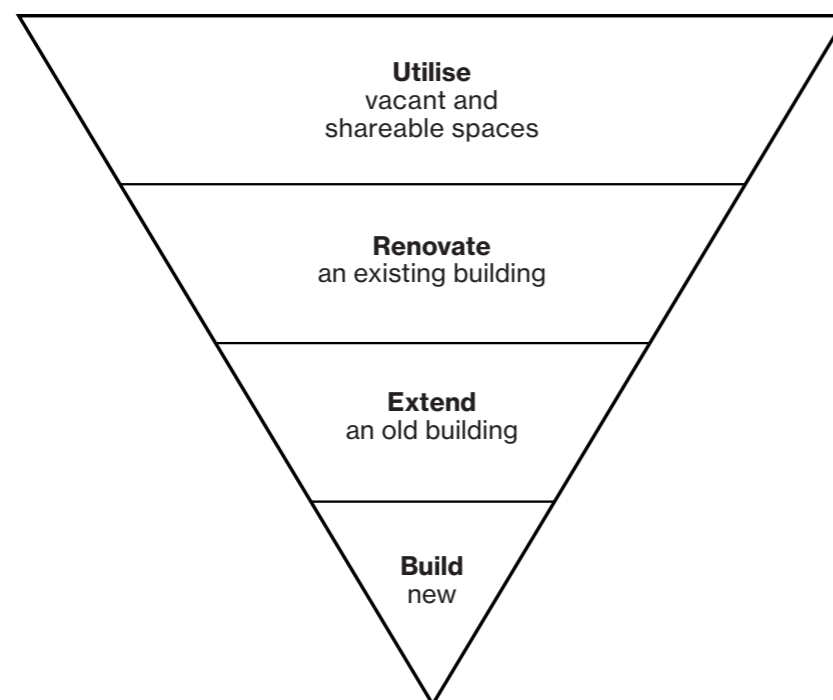 Utilise
vacant and
shareable spaces
Renovate
an existing building
Extend
an old building
Build
new